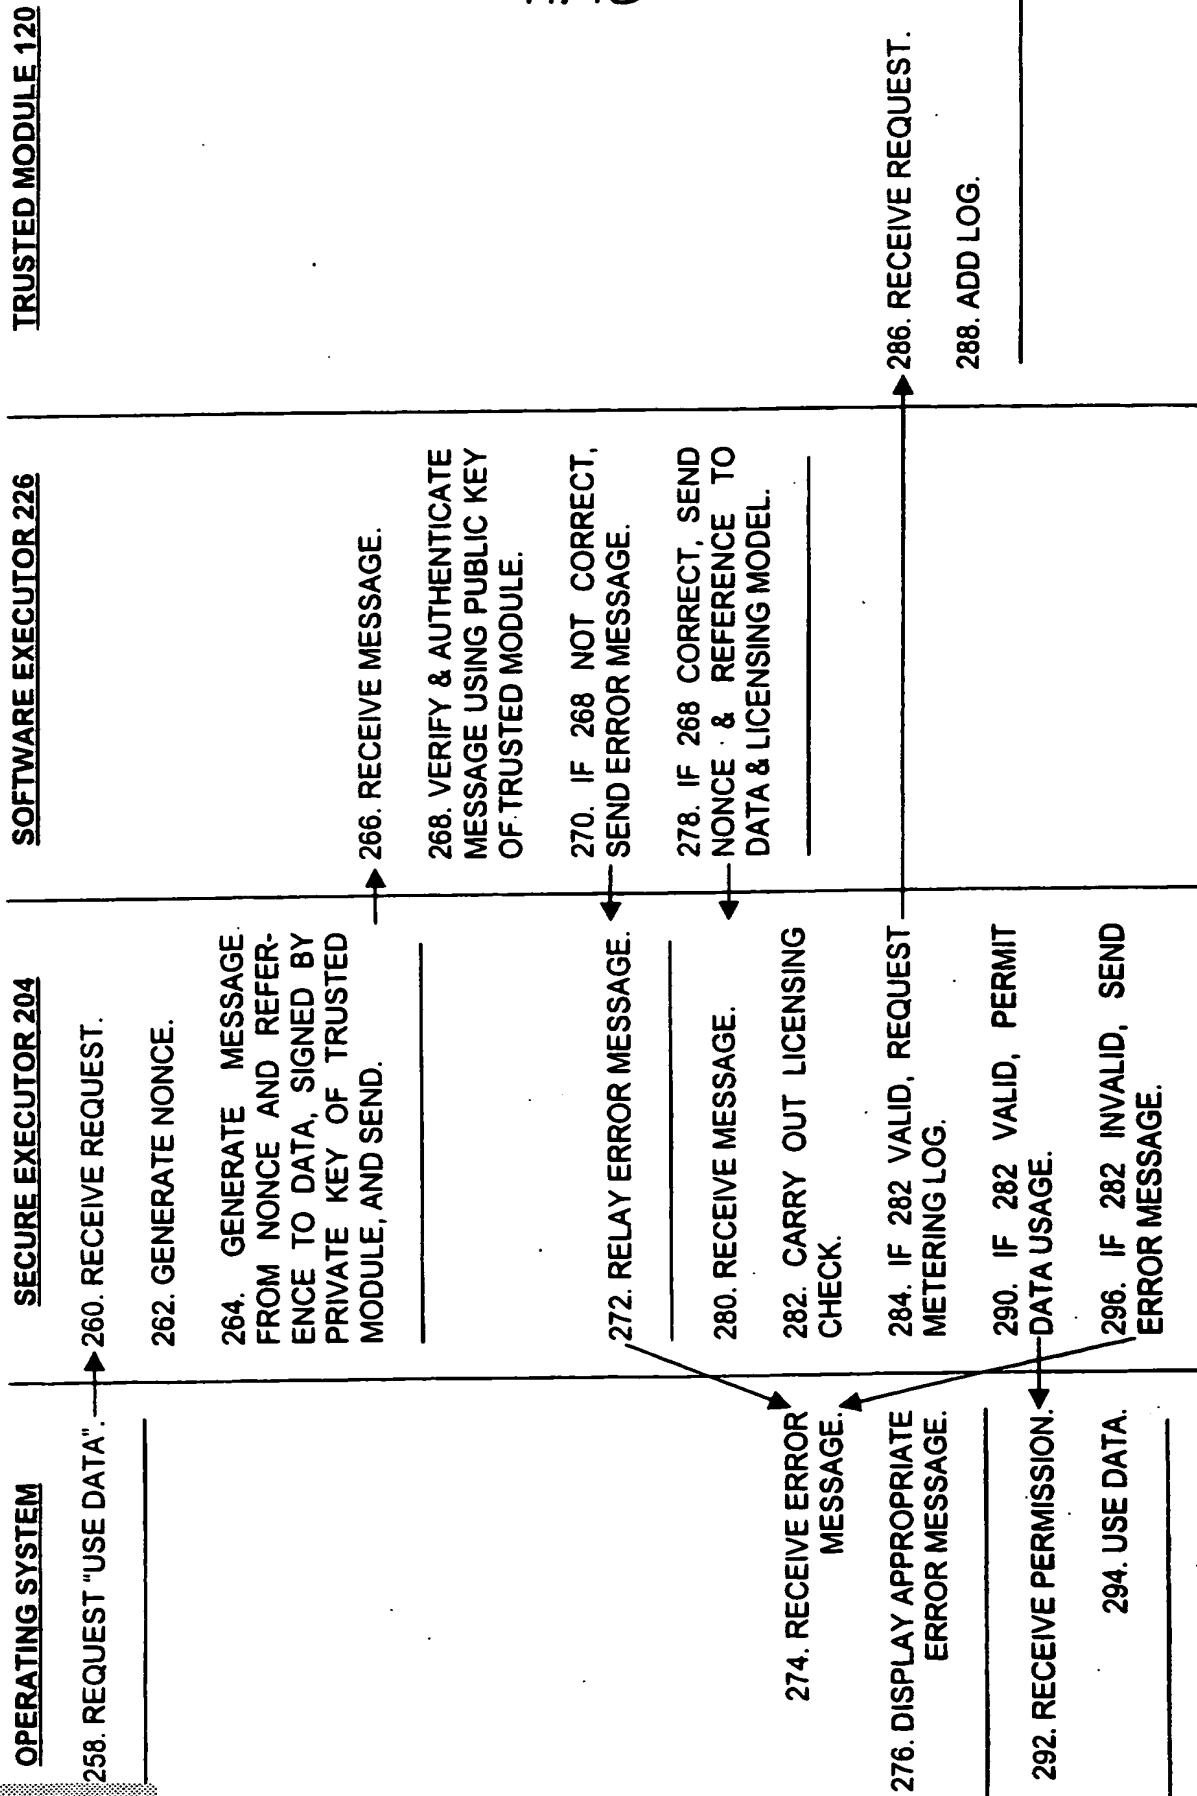 OPERATING SYSTEM
258. REQUEST "USE DATA".
274. RECEIVE ERROR
MESSAGE.
276. DISPLAY APPROPRIATE
ERROR MESSAGE.
292. RECEIVE PERMISSION.
294. USE DATA.
SECURE EXECUTOR 204
260. RECEIVE REQUEST.
262. GENERATE NONCE.
264. GENERATE MESSAGE
FROM NONCE AND REFER-
ENCE TO DATA, SIGNED BY
PRIVATE KEY OF TRUSTED
MODULE, AND SEND.
272. RELAY ERROR MESSAGE.
280. RECEIVE MESSAGE.
282. CARRY OUT LICENSING
CHECK.
284. IF 282 VALID, REQUEST
METERING LOG.
290. IF 282 VALID, PERMIT
DATA USAGE.
296. IF 282 INVALID, SEND
ERROR MESSAGE.
SOFTWARE EXECUTOR 226
266. RECEIVE MESSAGE.
268. VERIFY & AUTHENTICATE
MESSAGE USING PUBLIC KEY
OF TRUSTED MODULE.
270. IF 268 NOT CORRECT,
SEND ERROR MESSAGE.
278. IF 268 CORRECT, SEND
NONCE & REFERENCE TO
DATA & LICENSING MODEL.
TRUSTED MODULE 120
286. RECEIVE REQUEST.
288. ADD LOG.